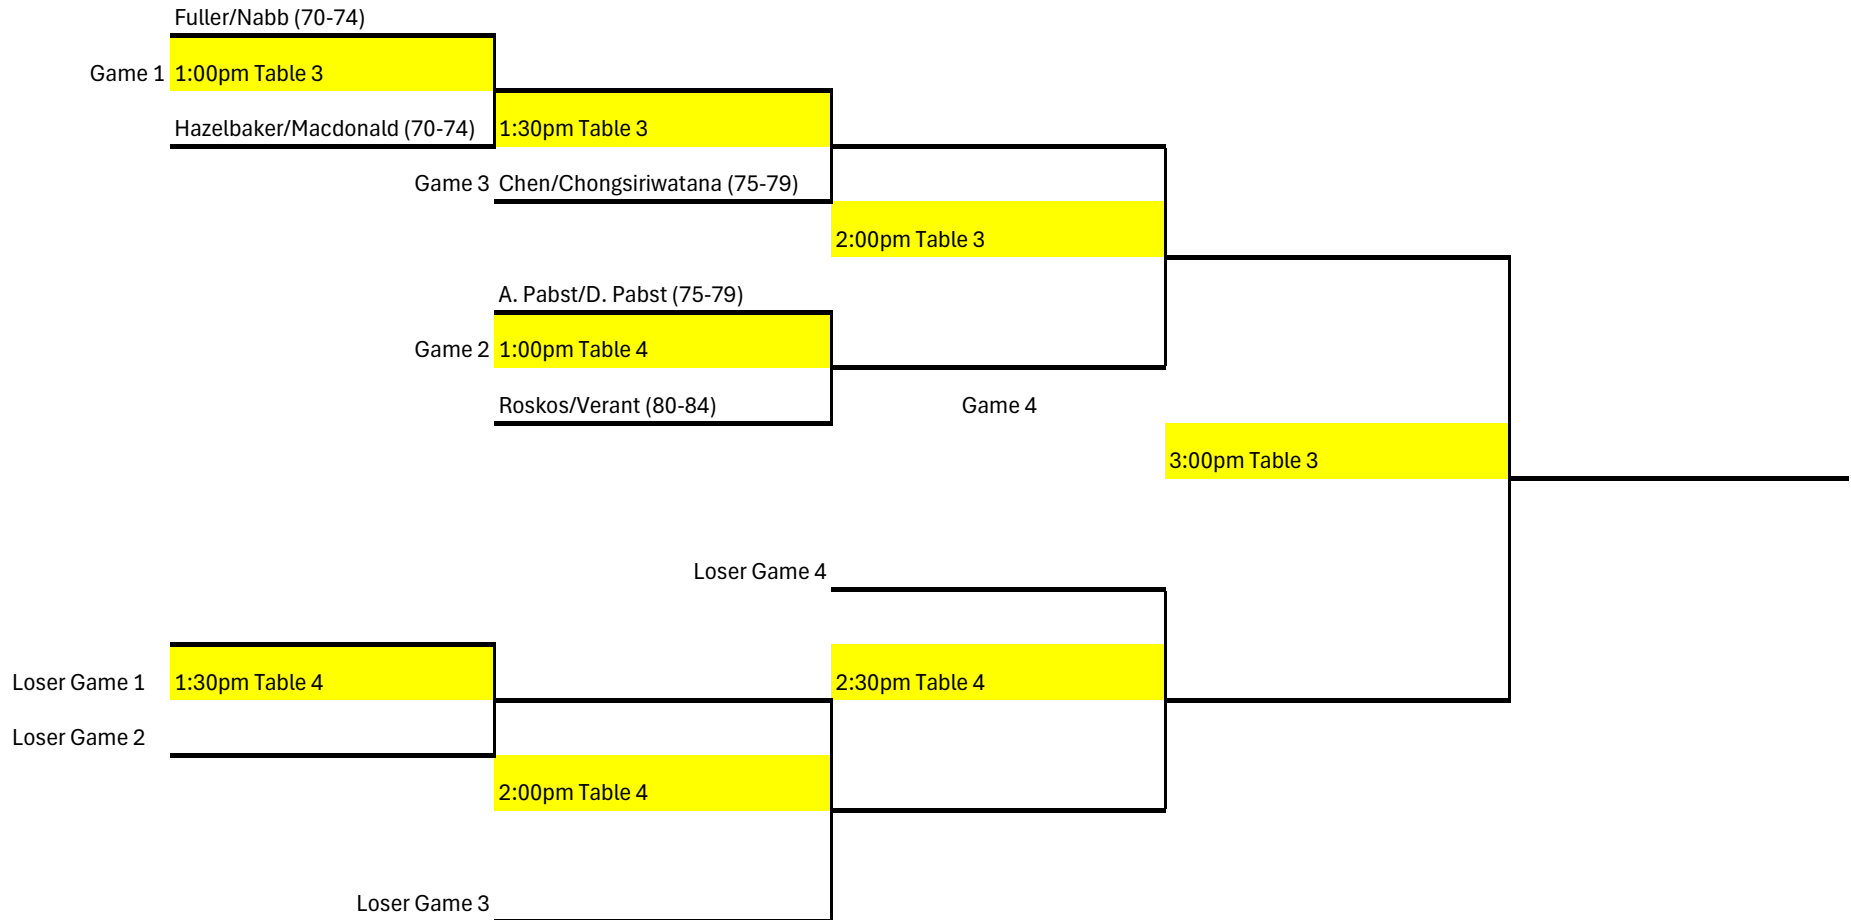 Fuller/Nabb (70-74)
Game 1 1:00pm Table 3
Hazelbaker/Macdonald (70-74) 1:30pm Table 3
Game 3 Chen/Chongsiriwatana (75-79)
2:00pm Table 3
A. Pabst/D. Pabst (75-79)
Game 2 1:00pm Table 4
Roskos/Verant (80-84) Game 4
3:00pm Table 3
Loser Game 4
Loser Game 1 1:30pm Table 4 2:30pm Table 4
Loser Game 2
2:00pm Table 4
Loser Game 3